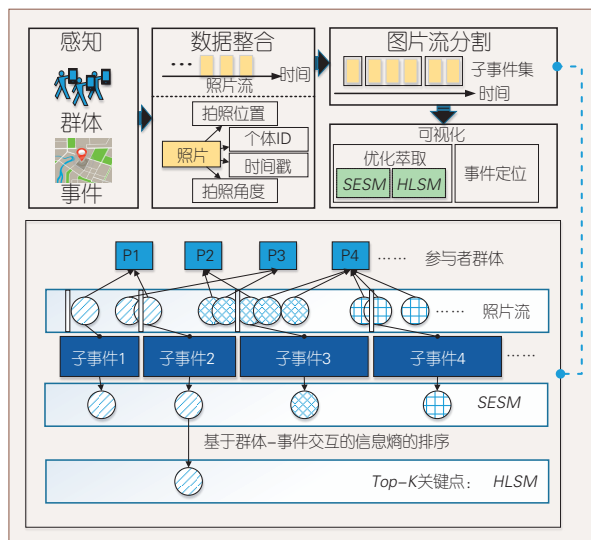 感知
群体
事件
数据整合
时间
照片流
拍照位置
照片
个体ID
时间戳
拍照角度
图片流分割
子事件集
时间
可视化
优化萃取
SESM
HLSM
事件定位
P1
P2
P3
P4
…… 参与者群体
…… 照片流
子事件1
子事件2
子事件3
子事件4
……
SESM
基于群体-事件交互的信息熵的排序
Top-K关键点： HLSM